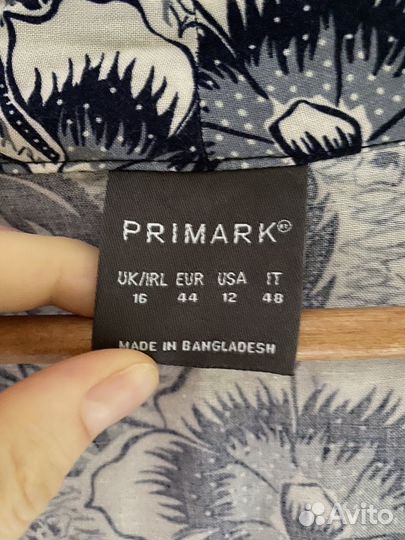 PRIMARK®
UK/IRL EUR USA IT
16 44 12 48
MADE IN BANGLADESH
Avito